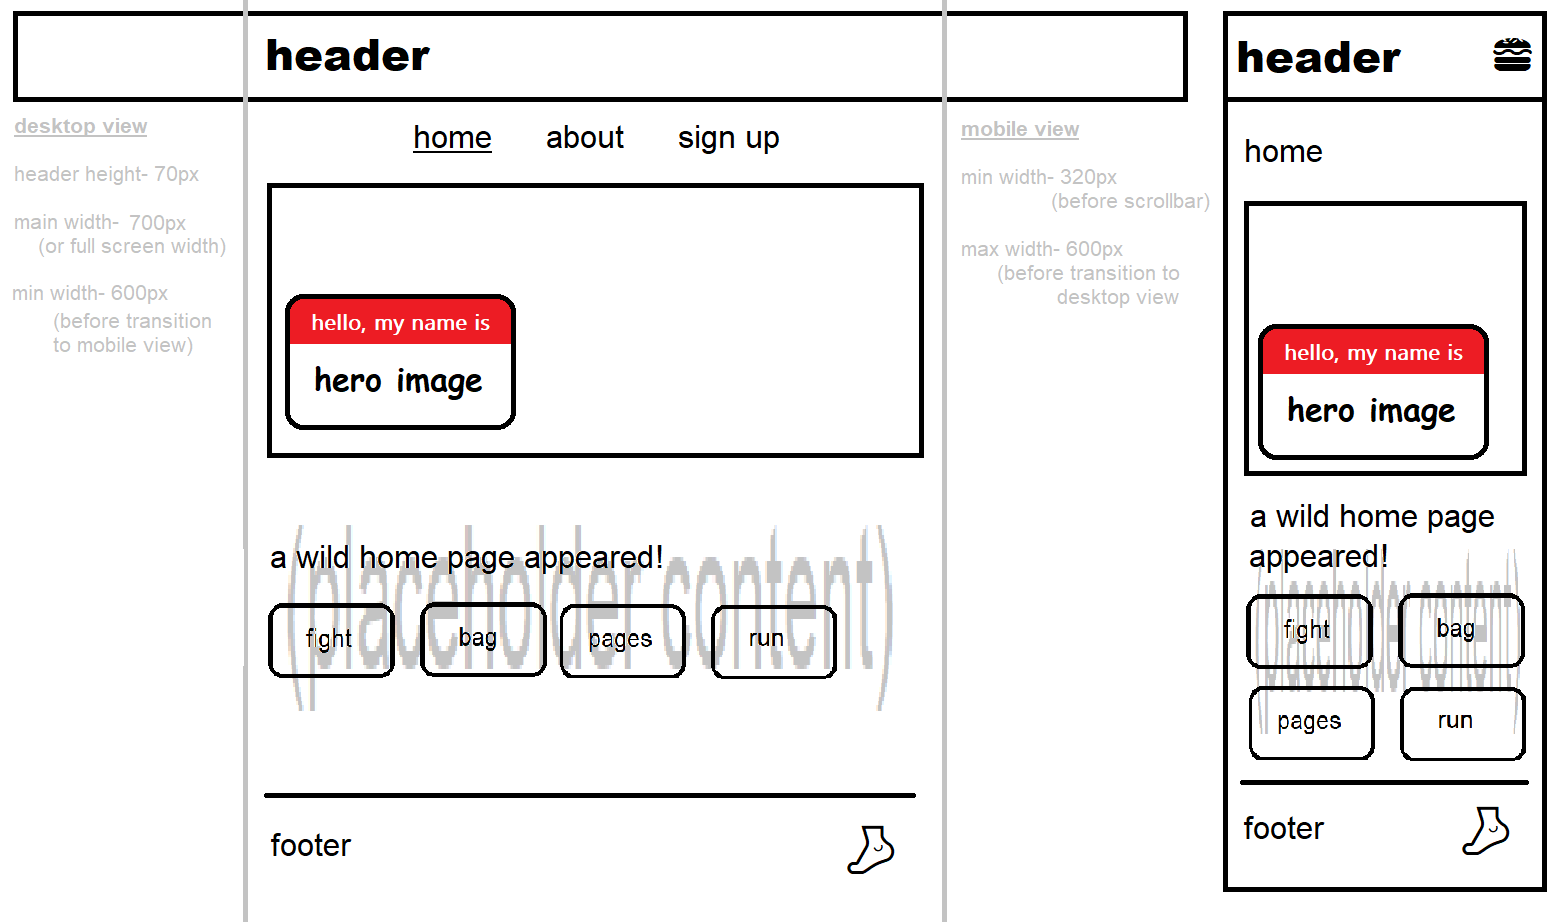 header
desktop view
header height- 70px
main width- 700px
(or full screen width)
min width- 600px
(before transition
to mobile view)
home about sign up
hello, my name is
hero image
(placeholder content)
a wild home page appeared!
fight bag pages run
footer
mobile view
min width- 320px
(before scrollbar)
max width- 600px
(before transition to
desktop view
header
home
hello, my name is
hero image
a wild home page
appeared!
(placeholder content)
fight bag
pages run
footer